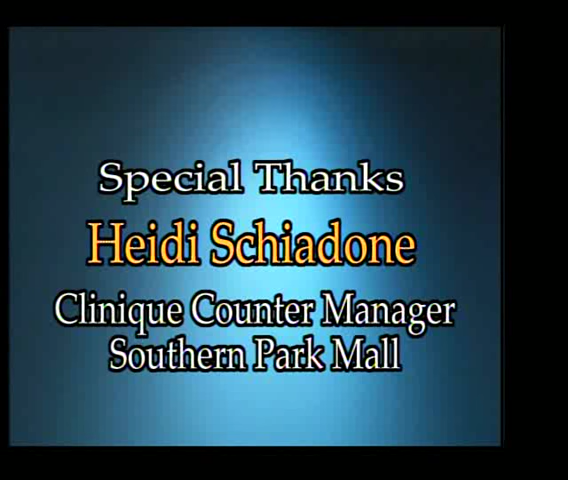 Special Thanks
Heidi Schiadone
Clinique Counter Manager
Southern Park Mall